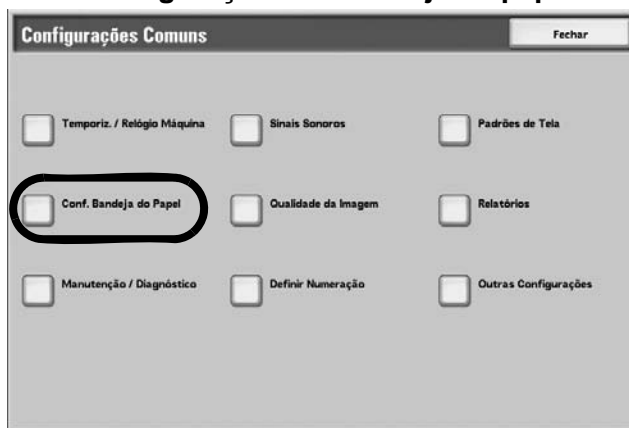 Configurações Comuns
Fechar
Temporiz. / Relógio Máquina
Sinais Sonoros
Padrões de Tela
Conf. Bandeja do Papel
Qualidade da Imagem
Relatórios
Manutenção / Diagnóstico
Definir Numeração
Outras Configurações